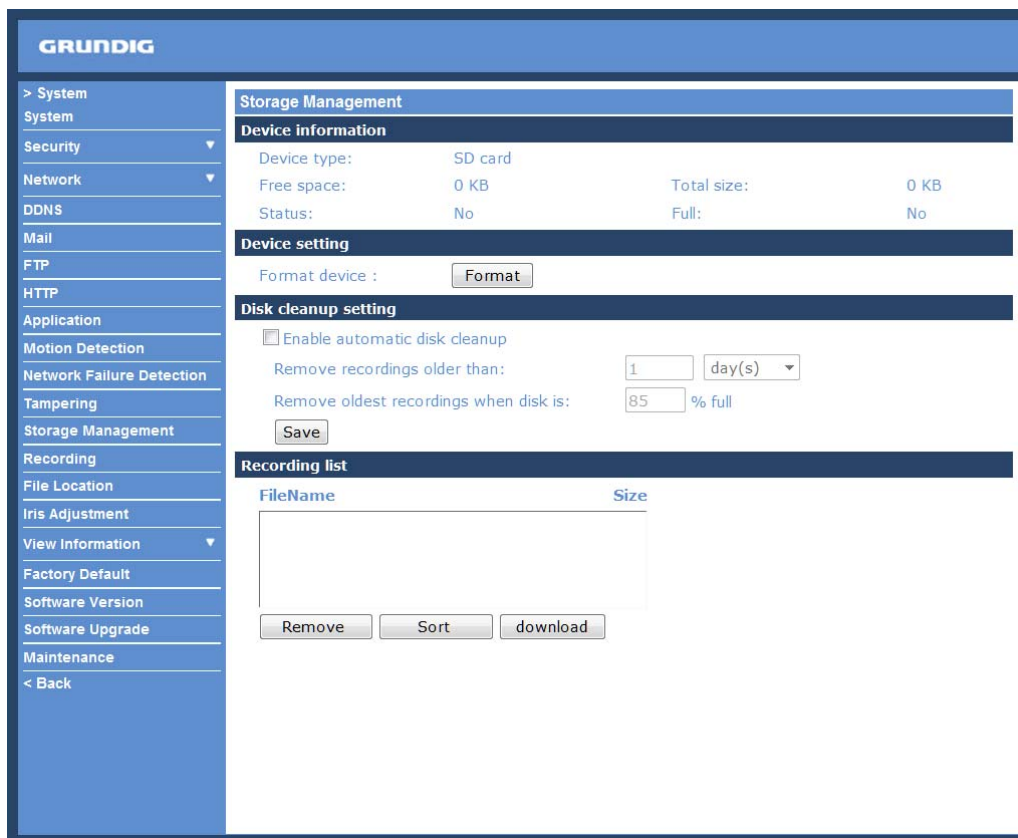 GRUNDIG
> System
System
Security
Network
DDNS
Mail
FTP
HTTP
Application
Motion Detection
Network Failure Detection
Tampering
Storage Management
Recording
File Location
Iris Adjustment
View Information
Factory Default
Software Version
Software Upgrade
Maintenance
< Back
Storage Management
Device information
Device type: SD card
Free space: 0 KB Total size: 0 KB
Status: No Full: No
Device setting
Format device : Format
Disk cleanup setting
Enable automatic disk cleanup
Remove recordings older than: 1 day(s)
Remove oldest recordings when disk is: 85 % full
Save
Recording list
FileName Size
Remove Sort download